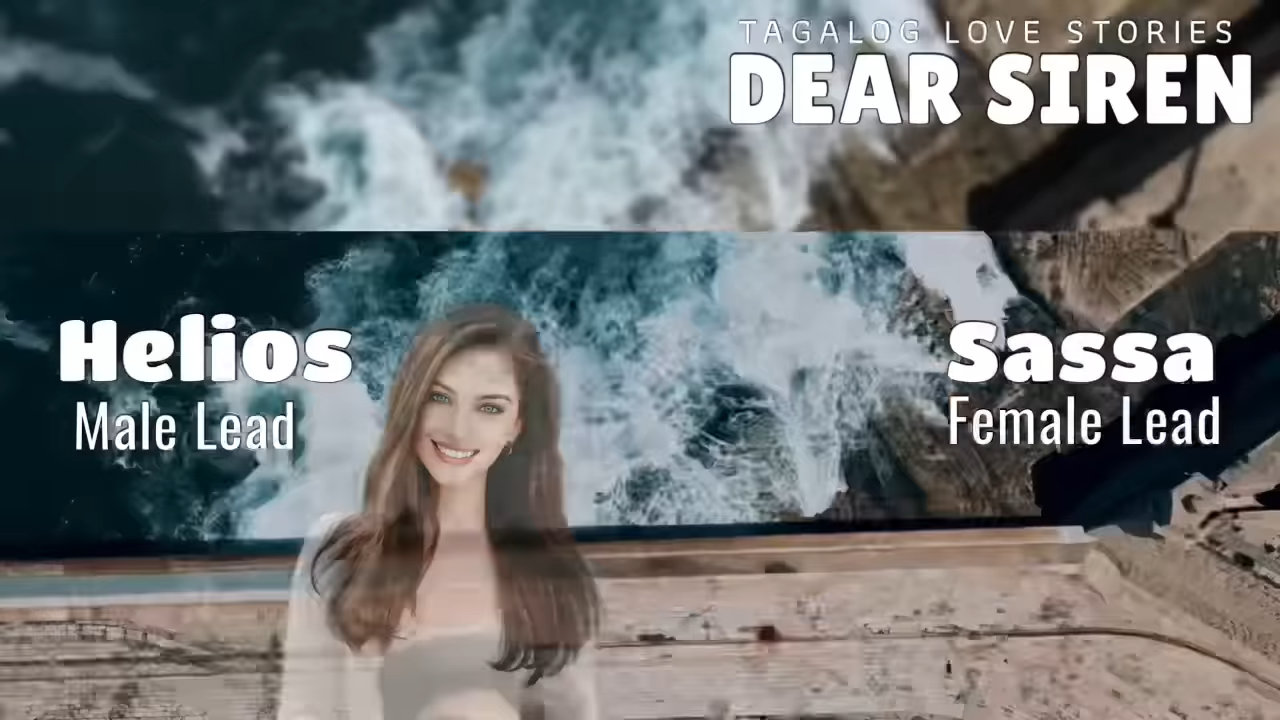 TAGALOG LOVE STORIES
DEAR SIREN
Helios
Male Lead
Sassa
Female Lead